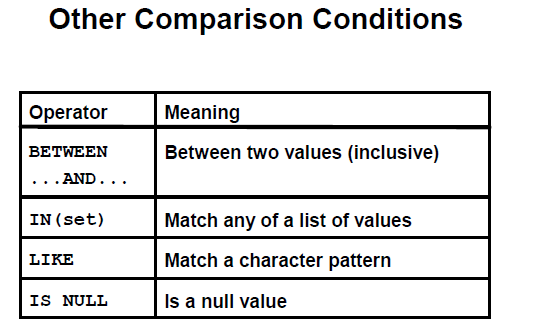 Other Comparison Conditions
Operator Meaning
BETWEEN Between two values (inclusive)
...AND...
IN(set) Match any of a list of values
LIKE Match a character pattern
IS NULL Is a null value